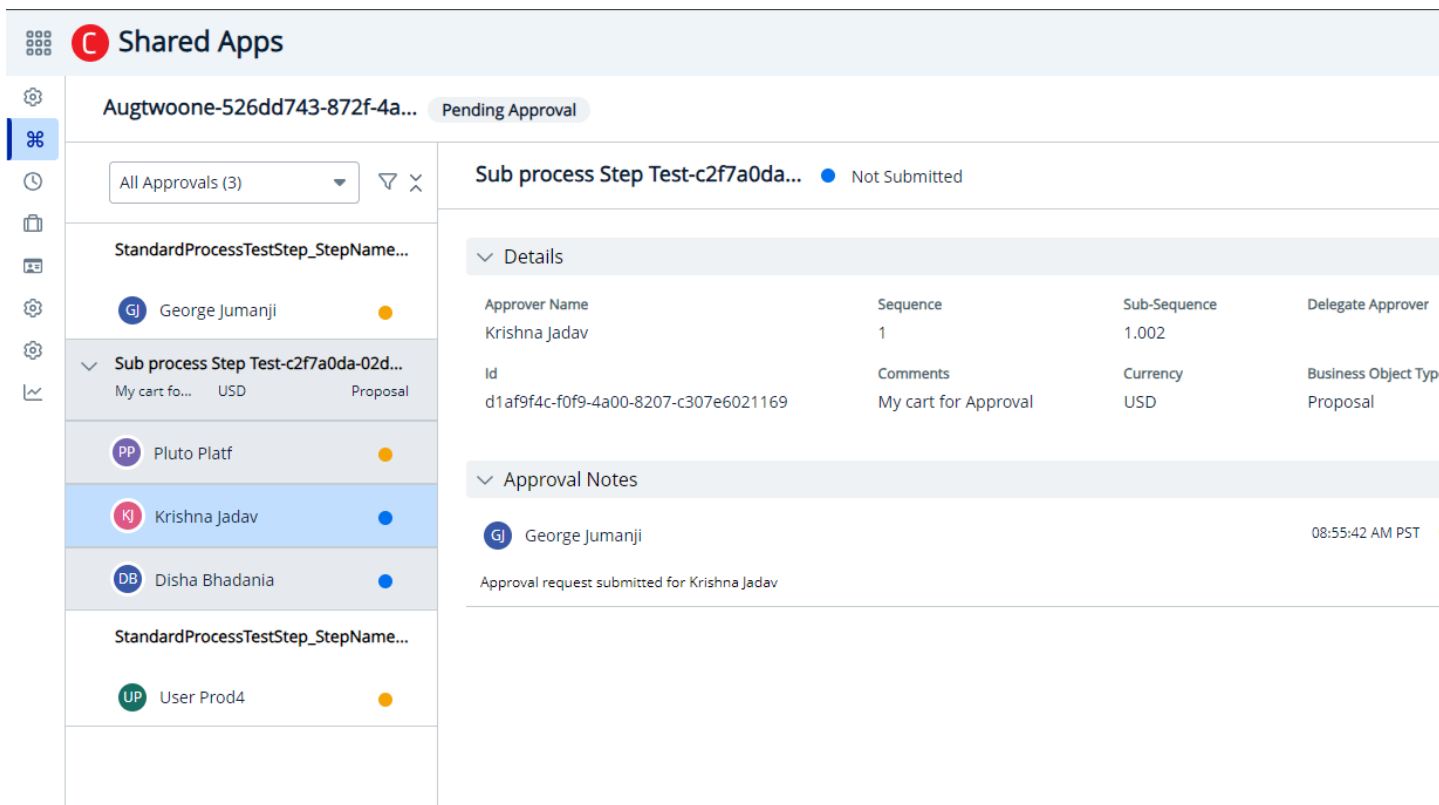 C Shared Apps
Augtwoone-526dd743-872f-4a... Pending Approval
All Approvals (3)
StandardProcessTestStep_StepName...
GJ George Jumanji
Sub process Step Test-c2f7a0da-02d...
My cart fo... USD Proposal
PP Pluto Platf
KJ Krishna Jadav
DB Disha Bhadania
StandardProcessTestStep_StepName...
UP User Prod4
Sub process Step Test-c2f7a0da... Not Submitted
Details
Approver Name Sequence Sub-Sequence Delegate Approver
Krishna Jadav 1 1.002
Id Comments Currency Business Object Typ
d1af9f4c-f0f9-4a00-8207-c307e6021169 My cart for Approval USD Proposal
Approval Notes
GJ George Jumanji 08:55:42 AM PST
Approval request submitted for Krishna Jadav